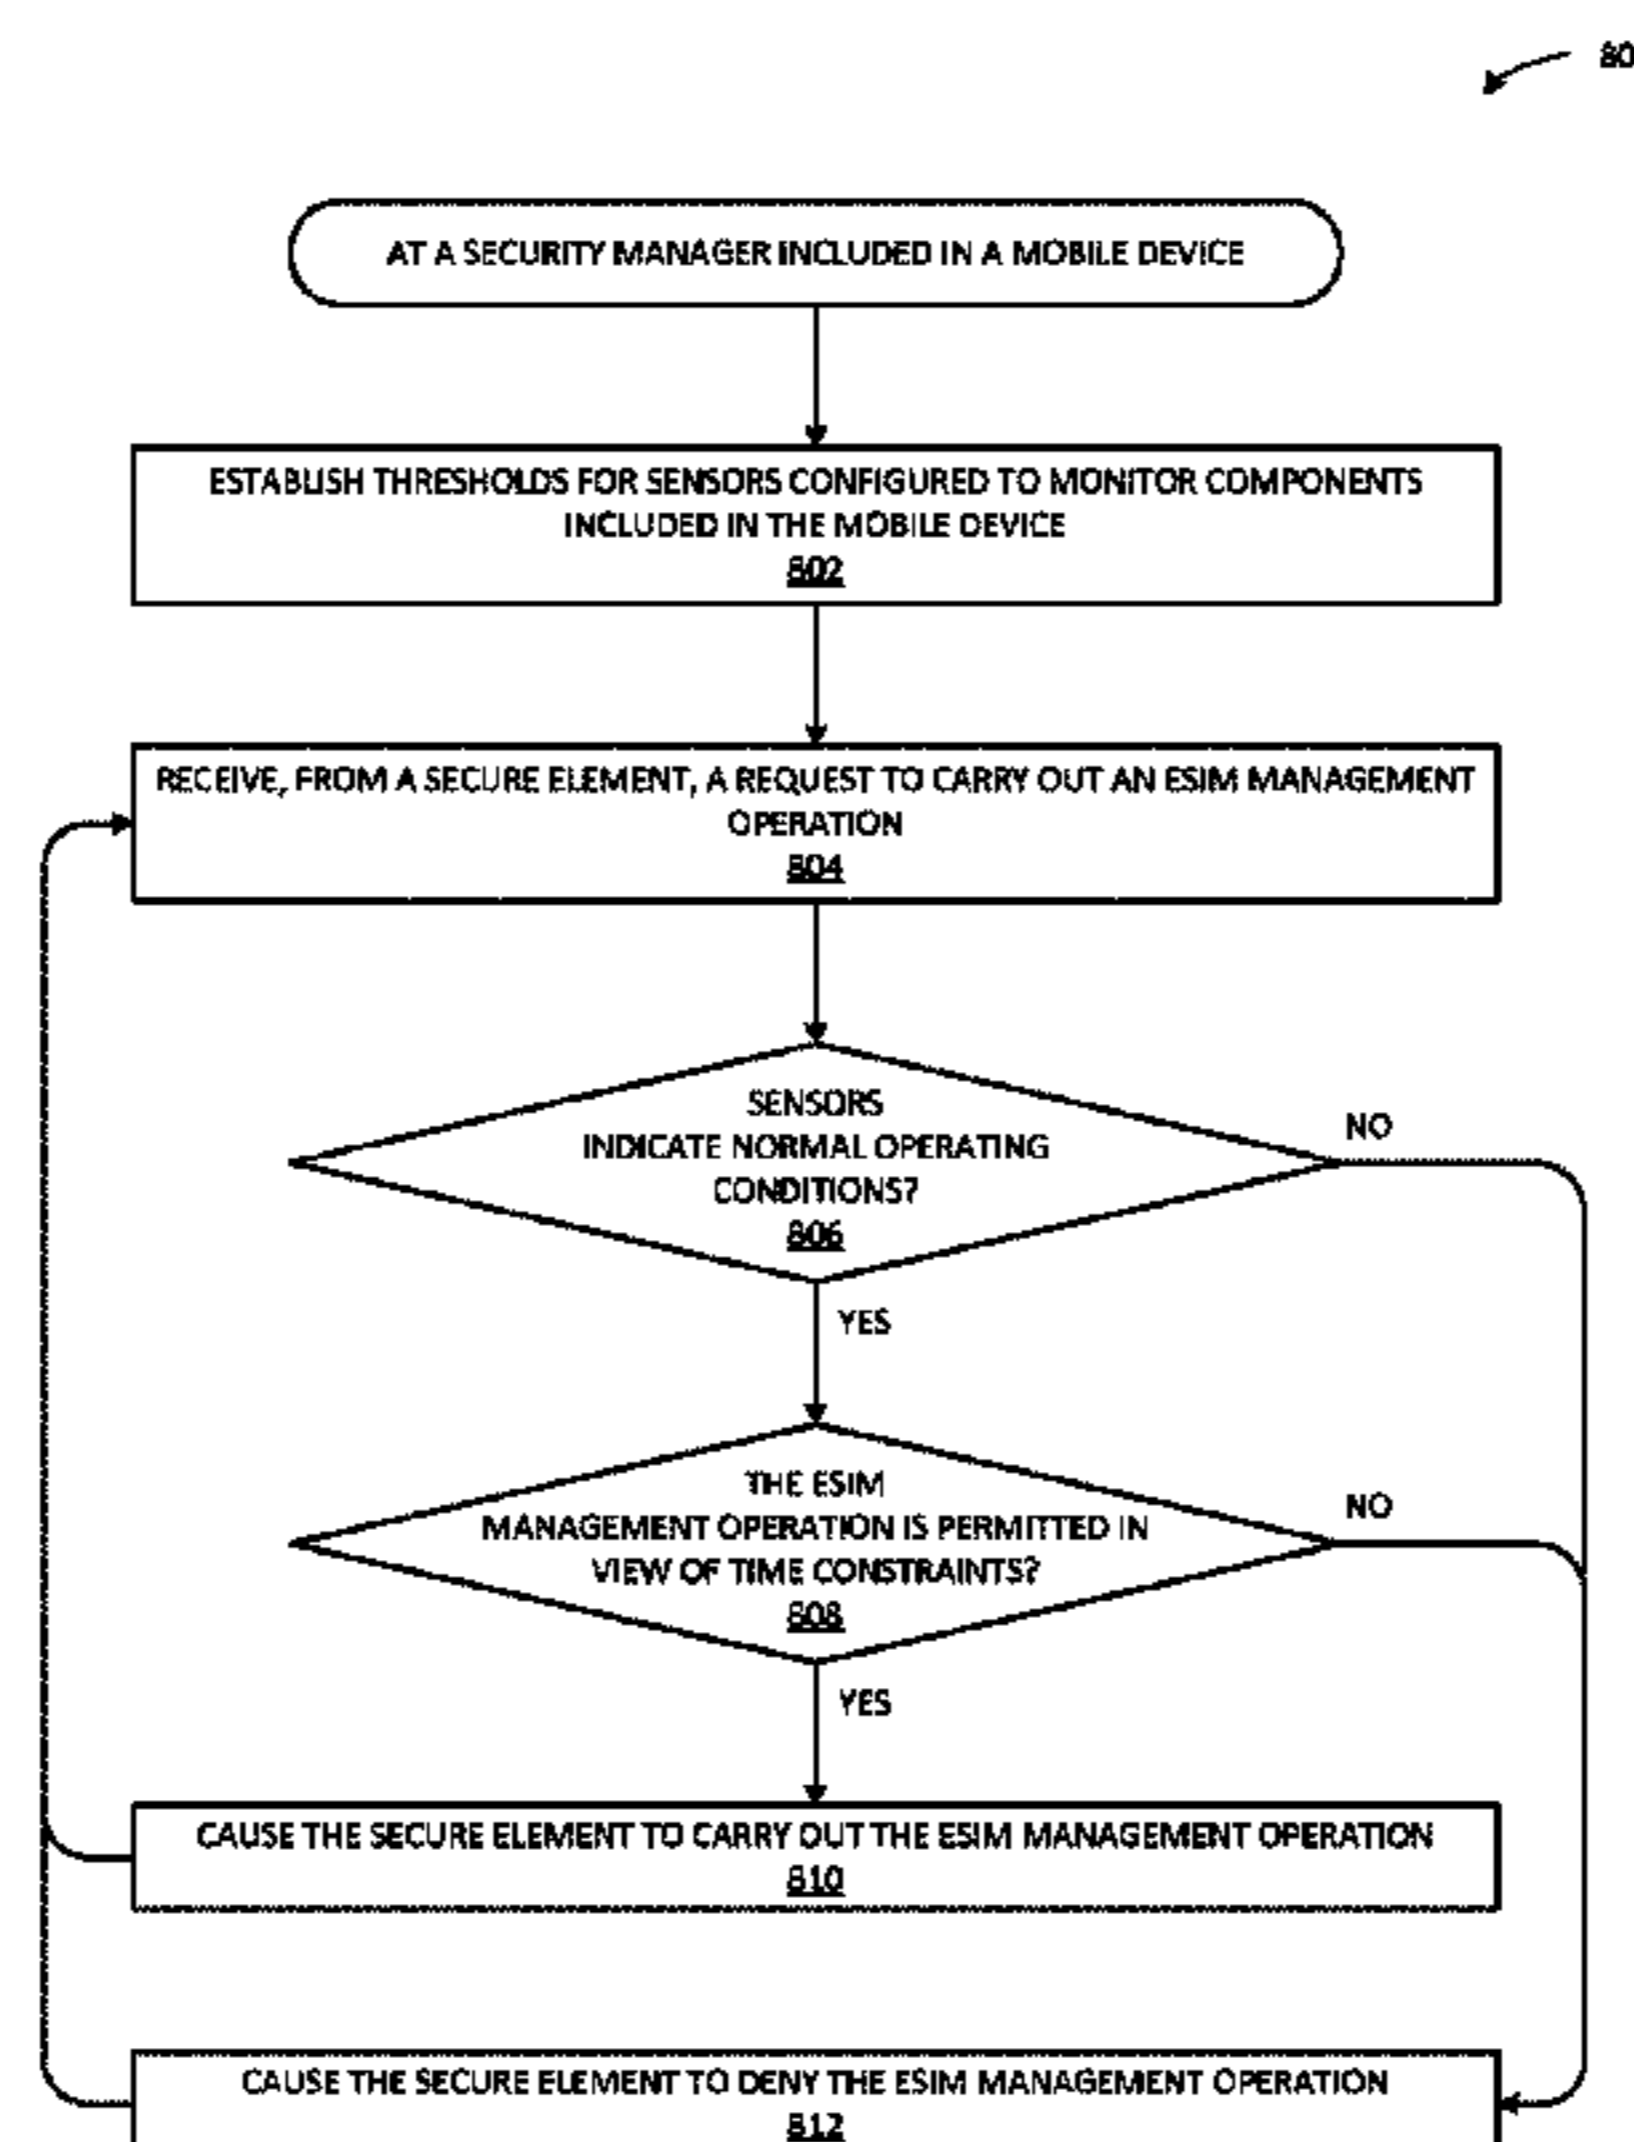 80
AT A SECURITY MANAGER INCLUDED IN A MOBILE DEVICE
ESTABLISH THRESHOLDS FOR SENSORS CONFIGURED TO MONITOR COMPONENTS
INCLUDED IN THE MOBILE DEVICE
802
RECEIVE, FROM A SECURE ELEMENT, A REQUEST TO CARRY OUT AN ESIM MANAGEMENT
OPERATION
804
SENSORS
INDICATE NORMAL OPERATING
CONDITIONS?
806
NO
YES
THE ESIM
MANAGEMENT OPERATION IS PERMITTED IN
VIEW OF TIME CONSTRAINTS?
808
NO
YES
CAUSE THE SECURE ELEMENT TO CARRY OUT THE ESIM MANAGEMENT OPERATION
810
CAUSE THE SECURE ELEMENT TO DENY THE ESIM MANAGEMENT OPERATION
812